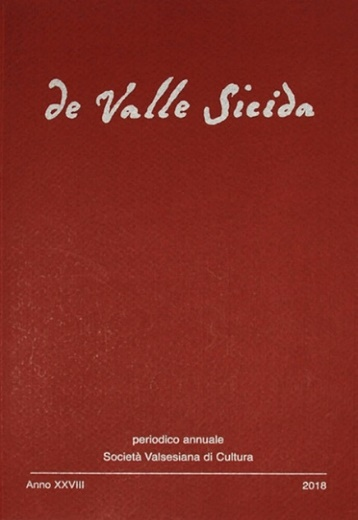 de Valle Sicida
periodico annuale
Società Valsesiana di Cultura
Anno XXVIII 2018